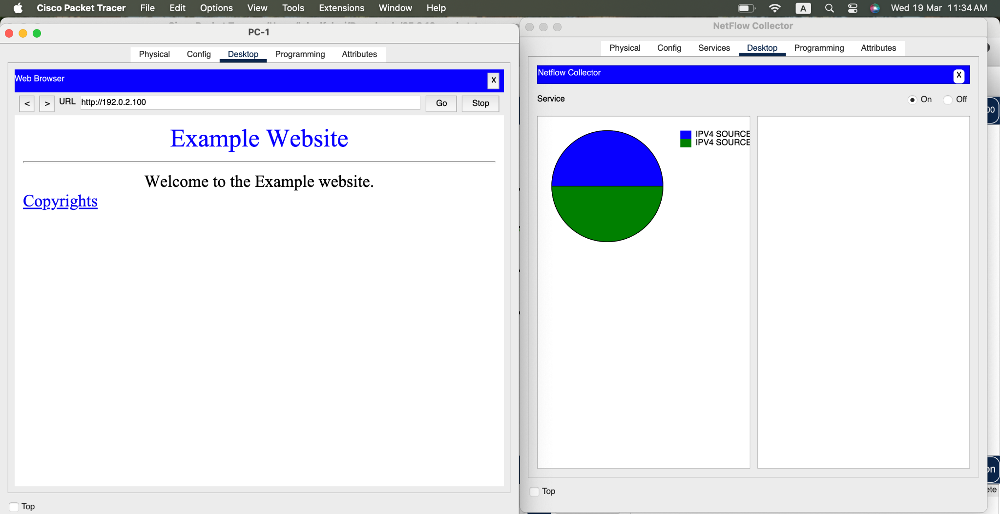 Cisco Packet Tracer File Edit Options View Tools Extensions Window Help A Wed 19 Mar 11:34 AM
PC-1
Physical Config Desktop Programming Attributes
Web Browser X
< > URL http://192.0.2.100 Go Stop
Example Website
Welcome to the Example website.
Copyrights
Top
NetFlow Collector
Physical Config Services Desktop Programming Attributes
Netflow Collector X
Service On Off
IPV4 SOURCE
IPV4 SOURCE
Top